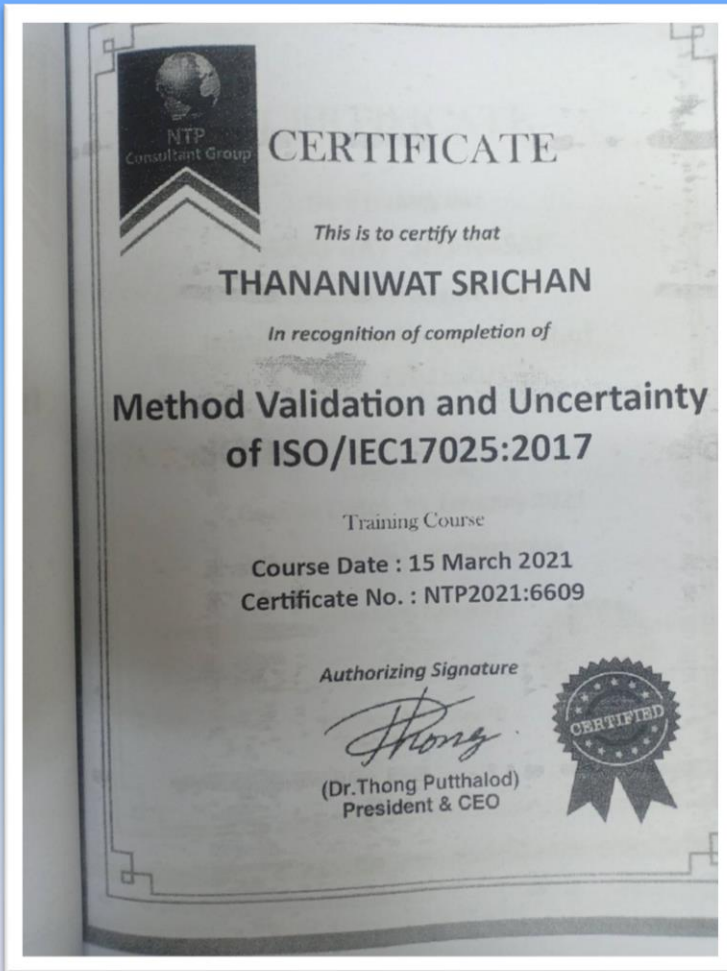 NTP
Consultant Group
CERTIFICATE
This is to certify that
THANANIWAT SRICHAN
In recognition of completion of
Method Validation and Uncertainty
of ISO/IEC17025:2017
Training Course
Course Date : 15 March 2021
Certificate No. : NTP2021:6609
Authorizing Signature
Thong
CERTIFIED
(Dr.Thong Putthalod)
President & CEO